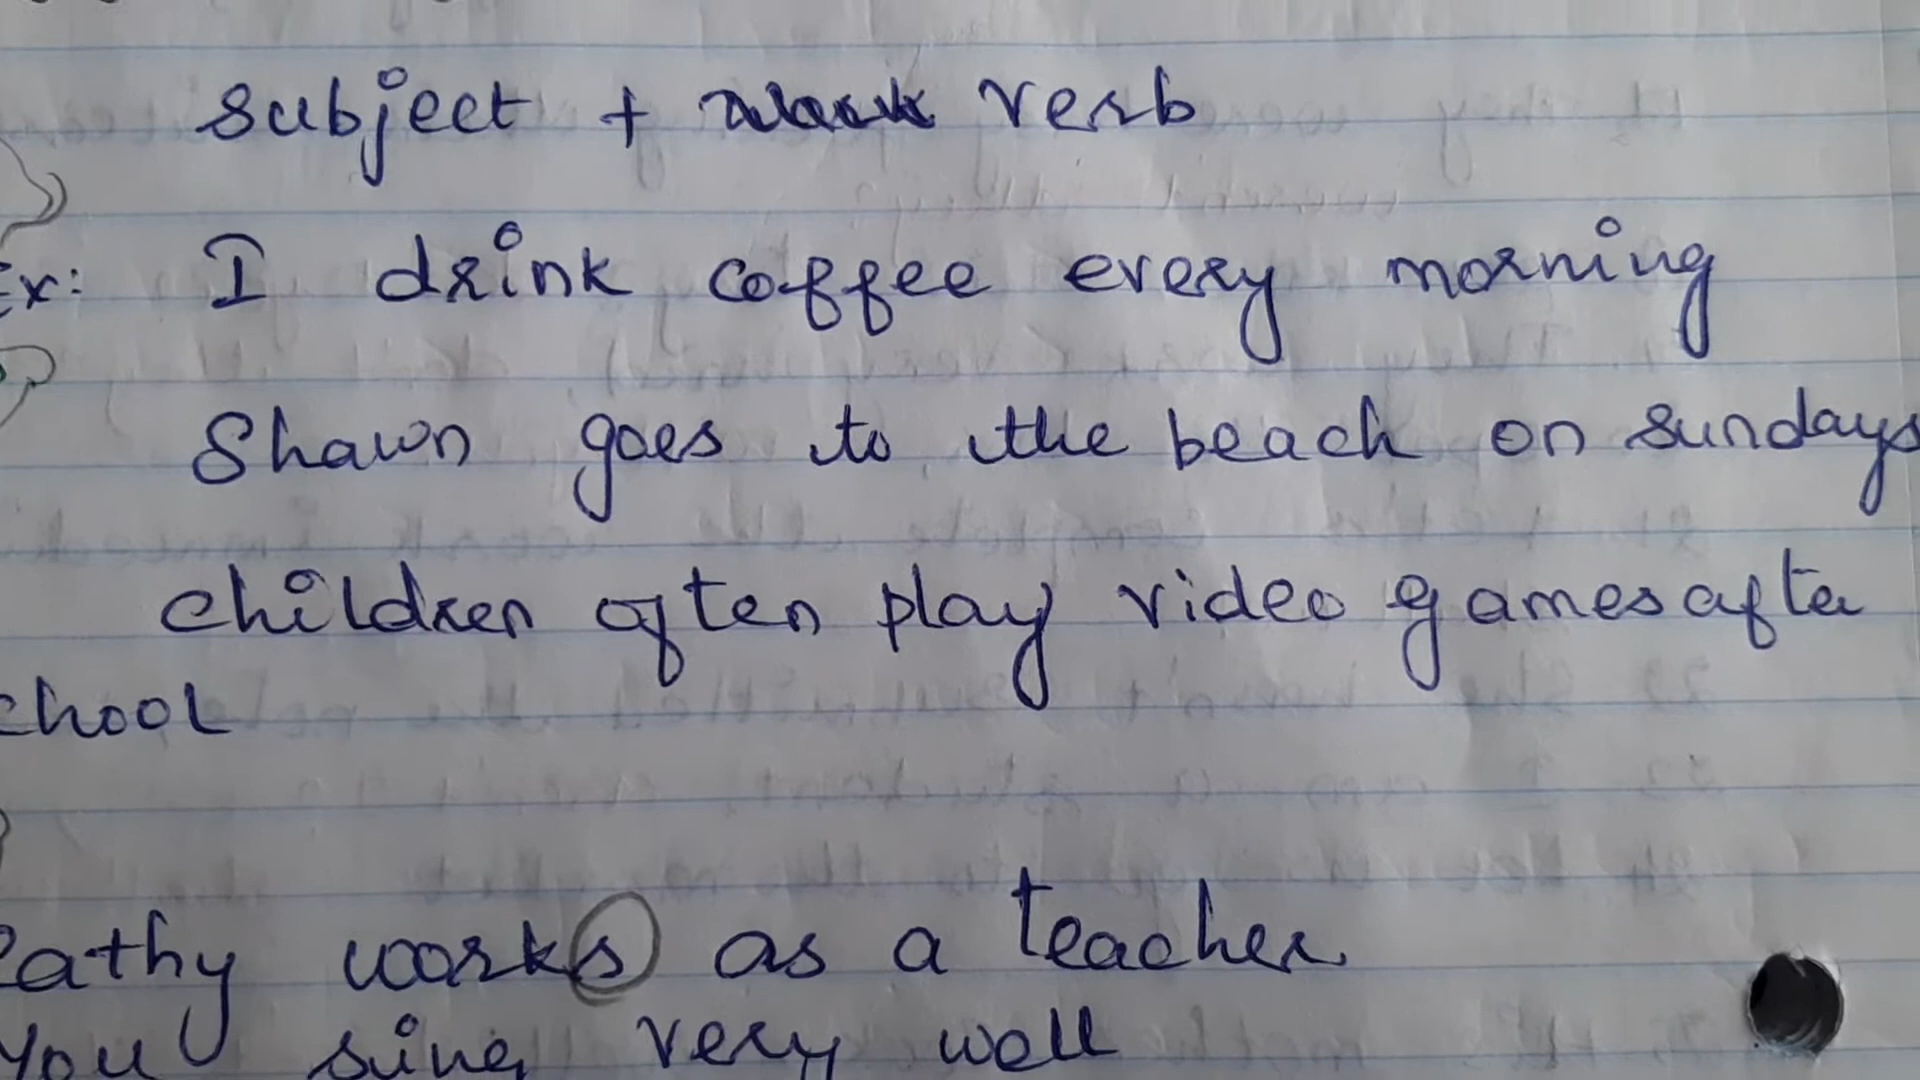 subject + verb
Ex: I drink coffee every morning
Shawn goes to the beach on sundays
children often play video games after
chool
Cathy works as a teacher
You sing very well